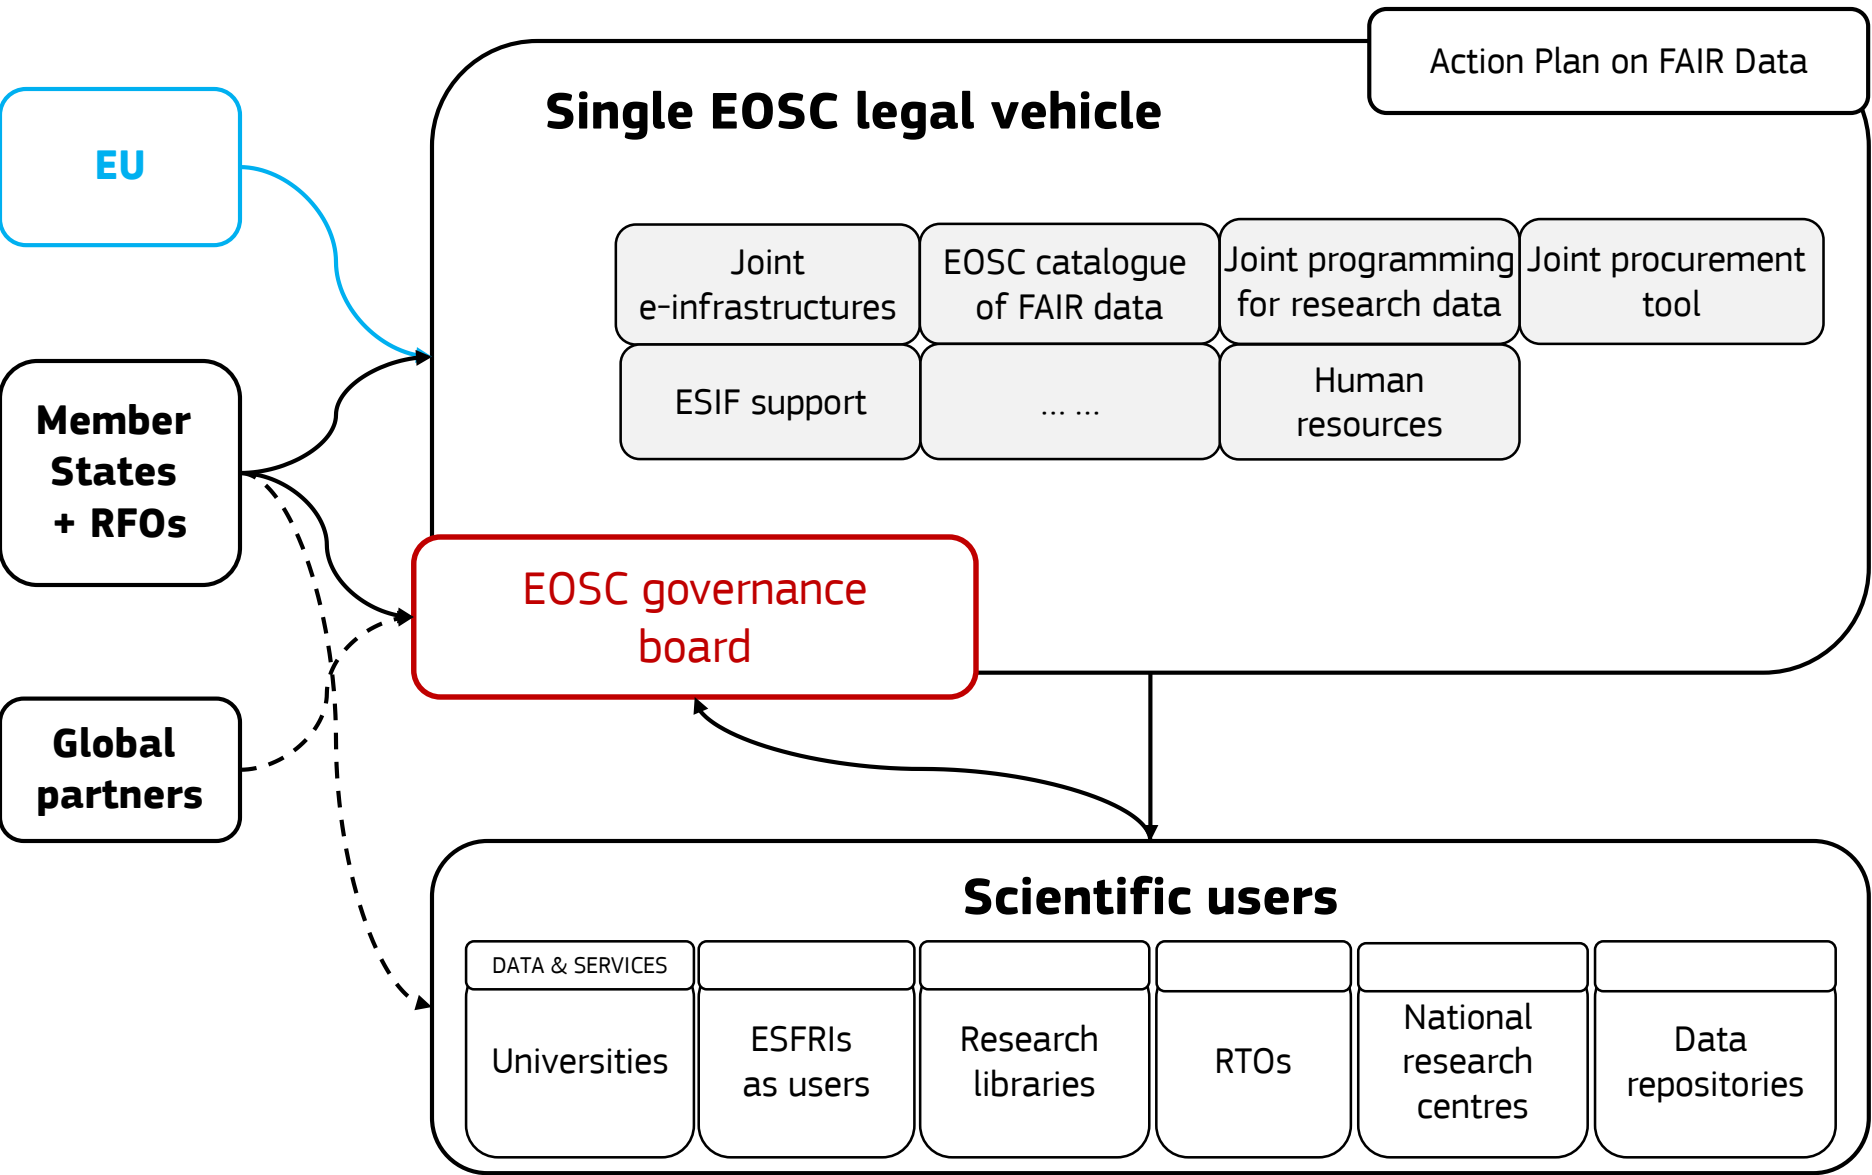 Action Plan on FAIR Data
Single EOSC legal vehicle
EU
Joint
e-infrastructures
EOSC catalogue
of FAIR data
Joint programming
for research data
Joint procurement
tool
ESIF support
... ...
Human
resources
Member
States
+ RFOs
EOSC governance
board
Global
partners
Scientific users
DATA & SERVICES
Universities
ESFRIs
as users
Research
libraries
RTOs
National
research
centres
Data
repositories